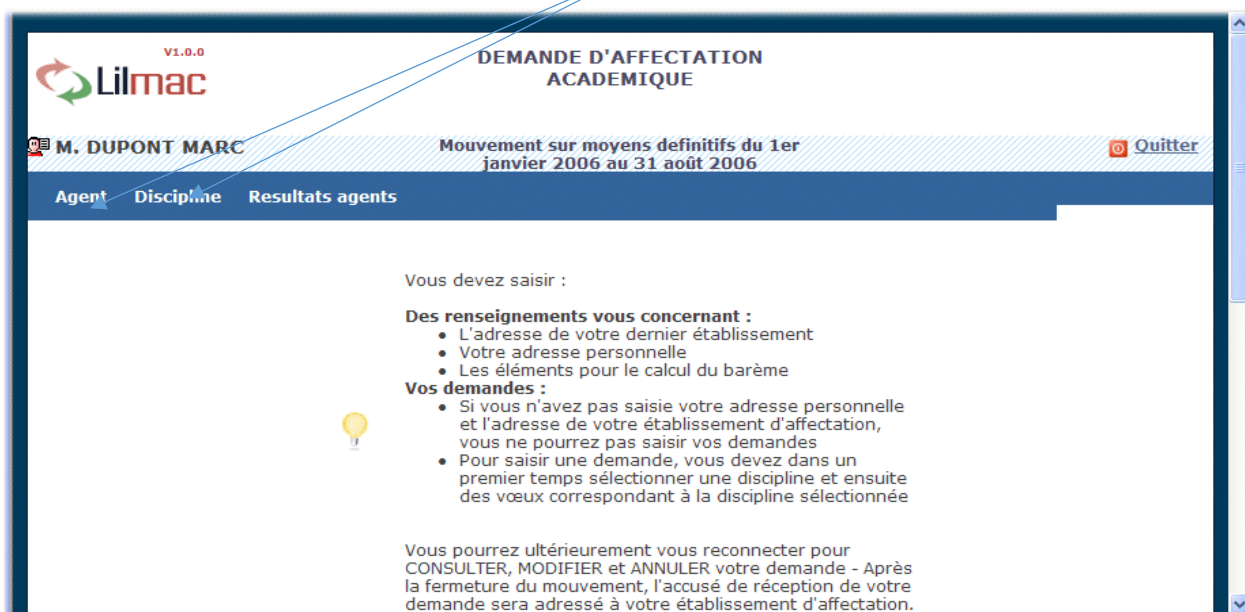 V1.0.0
Lilmac
DEMANDE D'AFFECTATION
ACADEMIQUE
M. DUPONT MARC
Mouvement sur moyens definitifs du 1er
janvier 2006 au 31 août 2006
Quitter
Agent Discipline Resultats agents
Vous devez saisir :
Des renseignements vous concernant :
• L'adresse de votre dernier établissement
• Votre adresse personnelle
• Les éléments pour le calcul du barème
Vos demandes :
• Si vous n'avez pas saisie votre adresse personnelle
et l'adresse de votre établissement d'affectation,
vous ne pourrez pas saisir vos demandes
• Pour saisir une demande, vous devez dans un
premier temps sélectionner une discipline et ensuite
des vœux correspondant à la discipline sélectionnée
Vous pourrez ultérieurement vous reconnecter pour
CONSULTER, MODIFIER et ANNULER votre demande - Après
la fermeture du mouvement, l'accusé de réception de votre
demande sera adressé à votre établissement d'affectation.